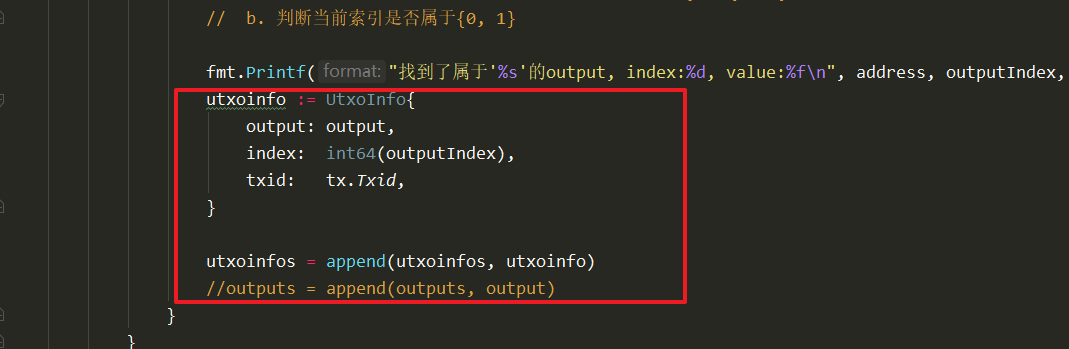 //  b. 判断当前索引是否属于{0, 1}
fmt.Printf( format: "找到了属于'%s'的output, index:%d, value:%f\n", address, outputIndex,
utxoinfo := UtxoInfo{
output: output,
index:  int64(outputIndex),
txid:   tx.Txid,
}
utxoinfos = append(utxoinfos, utxoinfo)
//outputs = append(outputs, output)
}
}